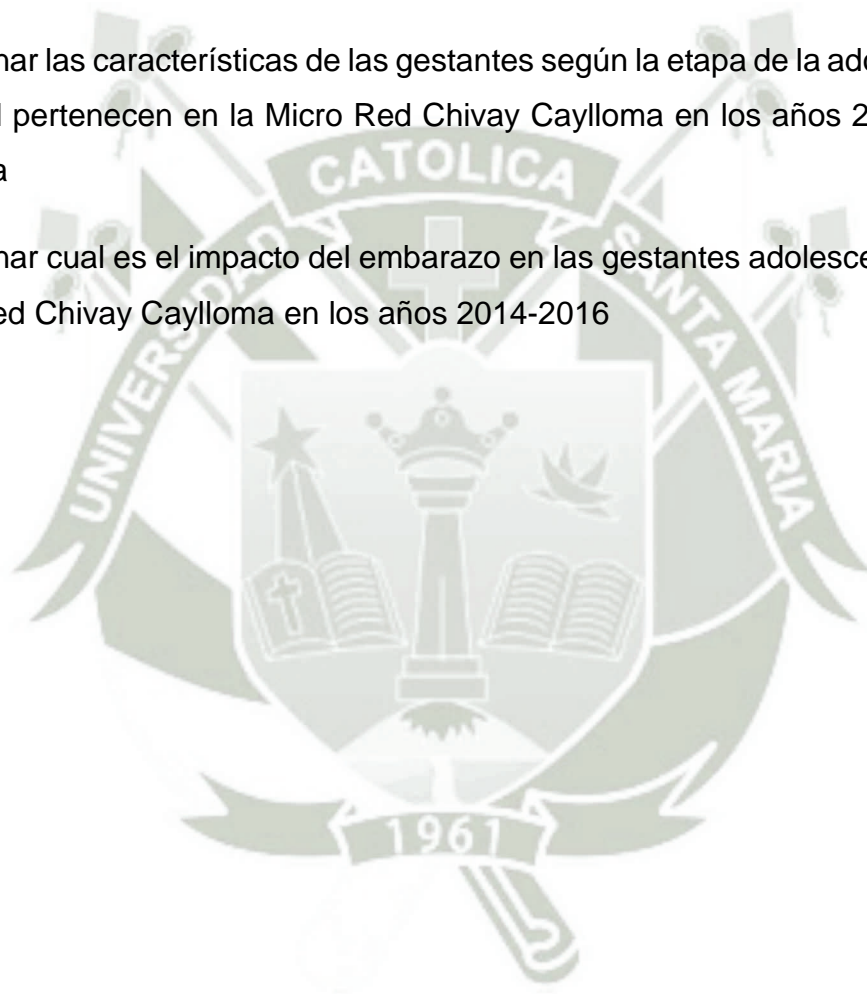 nar las características de las gestantes según la etapa de la ado
l pertenecen en la Micro Red Chivay Caylloma en los años 2
a
nar cual es el impacto del embarazo en las gestantes adolesce
ed Chivay Caylloma en los años 2014-2016
UNIVERSIDAD CATOLICA SANTA MARIA
1961